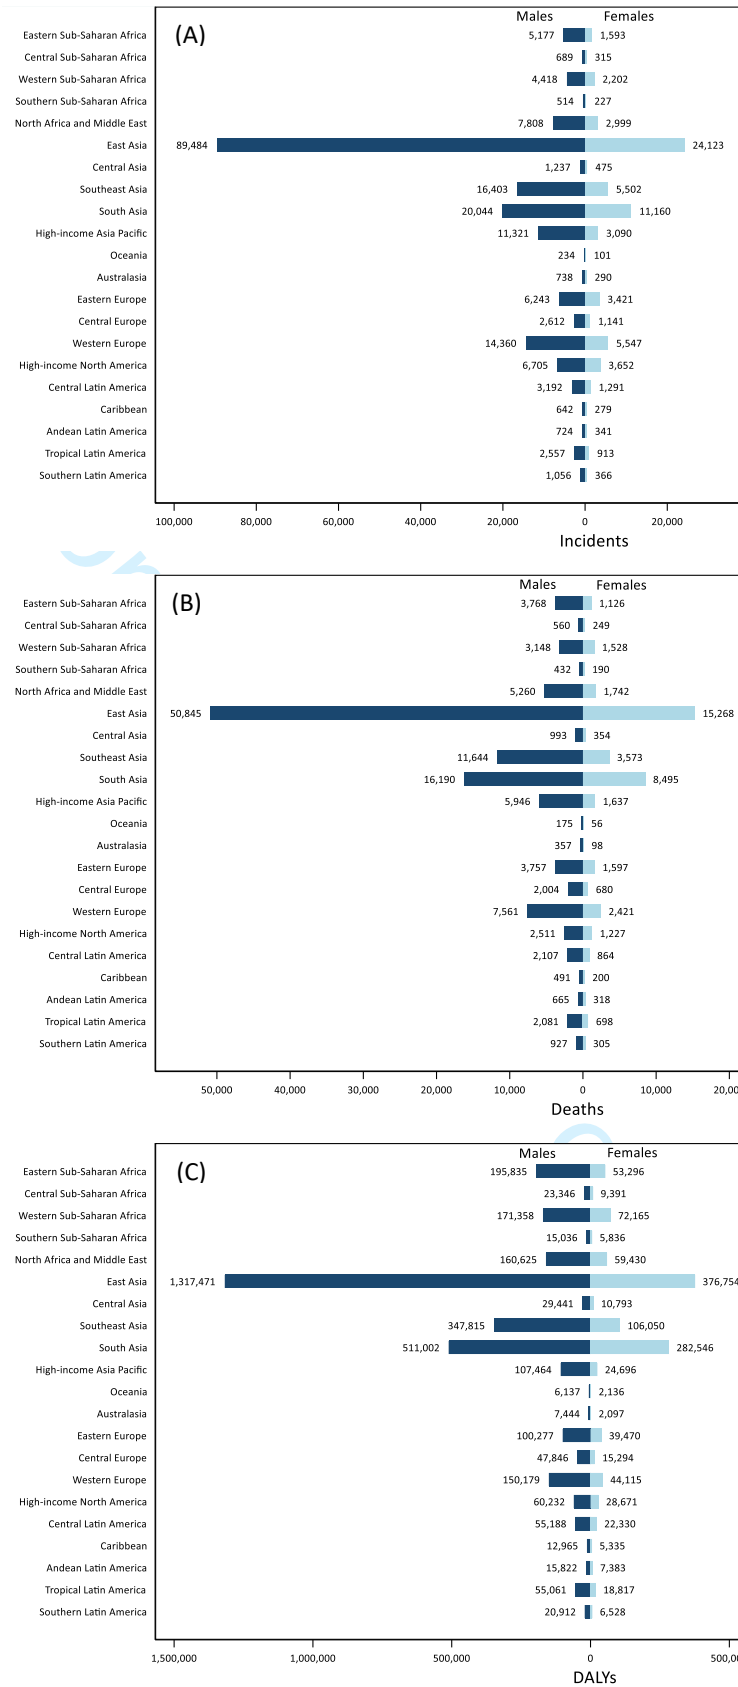 (A)
Males Females
Eastern Sub-Saharan Africa 5,177 1,593
Central Sub-Saharan Africa 689 315
Western Sub-Saharan Africa 4,418 2,202
Southern Sub-Saharan Africa 514 227
North Africa and Middle East 7,808 2,999
East Asia 89,484 24,123
Central Asia 1,237 475
Southeast Asia 16,403 5,502
South Asia 20,044 11,160
High-income Asia Pacific 11,321 3,090
Oceania 234 101
Australasia 738 290
Eastern Europe 6,243 3,421
Central Europe 2,612 1,141
Western Europe 14,360 5,547
High-income North America 6,705 3,652
Central Latin America 3,192 1,291
Caribbean 642 279
Andean Latin America 724 341
Tropical Latin America 2,557 913
Southern Latin America 1,056 366
100,000 80,000 60,000 40,000 20,000 0 20,000
Incidents
(B)
Males Females
Eastern Sub-Saharan Africa 3,768 1,126
Central Sub-Saharan Africa 560 249
Western Sub-Saharan Africa 3,148 1,528
Southern Sub-Saharan Africa 432 190
North Africa and Middle East 5,260 1,742
East Asia 50,845 15,268
Central Asia 993 354
Southeast Asia 11,644 3,573
South Asia 16,190 8,495
High-income Asia Pacific 5,946 1,637
Oceania 175 56
Australasia 357 98
Eastern Europe 3,757 1,597
Central Europe 2,004 680
Western Europe 7,561 2,421
High-income North America 2,511 1,227
Central Latin America 2,107 864
Caribbean 491 200
Andean Latin America 665 318
Tropical Latin America 2,081 698
Southern Latin America 927 305
50,000 40,000 30,000 20,000 10,000 0 10,000 20,00
Deaths
(C)
Males Females
Eastern Sub-Saharan Africa 195,835 53,296
Central Sub-Saharan Africa 23,346 9,391
Western Sub-Saharan Africa 171,358 72,165
Southern Sub-Saharan Africa 15,036 5,836
North Africa and Middle East 160,625 59,430
East Asia 1,317,471 376,754
Central Asia 29,441 10,793
Southeast Asia 347,815 106,050
South Asia 511,002 282,546
High-income Asia Pacific 107,464 24,696
Oceania 6,137 2,136
Australasia 7,444 2,097
Eastern Europe 100,277 39,470
Central Europe 47,846 15,294
Western Europe 150,179 44,115
High-income North America 60,232 28,671
Central Latin America 55,188 22,330
Caribbean 12,965 5,335
Andean Latin America 15,822 7,383
Tropical Latin America 55,061 18,817
Southern Latin America 20,912 6,528
1,500,000 1,000,000 500,000 0 500,00
DALYs